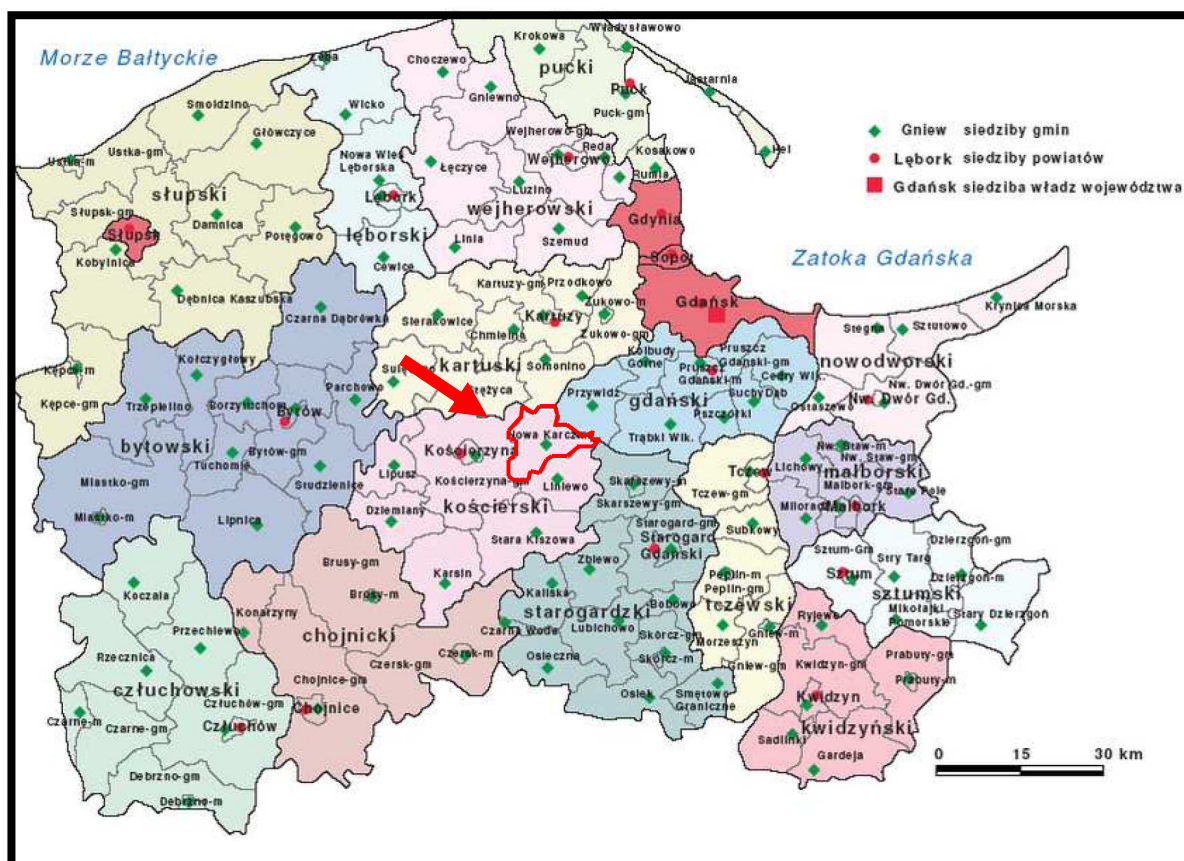 Morze Bałtyckie
Krokowa
Władysławowo
Łeba
Choczewo
pucki
Jastarnia
Puck
Smołdzino
Wicko
Gniewno
Puck-gm
Główczyce
Wejherowo-gm
Gniew siedziby gmin
Ustka-m
Ustka-gm
Nowa Wieś
Lęborska
Łęczyce
Wejherowo
Reda
Kosakowo
Hel
Lębork siedziby powiatów
Rumia
słupski
Lębork
Luzino
Gdańsk siedziba władz województwa
Słupsk-gm
Damnica
wejherowski
Gdynia
Słupsk
Potęgowo
lęborski
Linia
Szemud
Kobylnica
Cewice
Sopot
Zatoka Gdańska
Dębnica Kaszubska
Kartuzy-gm
Przodkowo
Czarna Dąbrówka
Sierakowice
Żukowo-m
Gdańsk
Krynica Morska
Chmielno
Kartuzy
Żukowo-gm
Stegna
Sztutowo
Kołczygłowy
kartuski
Kolbudy
Górne
Pruszcz
Gdański-gm
nowodworski
Kępice-m
Somonino
Pruszcz
Gdański-m
Cedry Wlk.
Nw. Dwór Gd.-gm
Kępce-gm
Trzepielino
Borzytuchom
Parchowo
Przywidz
gdański
Suchy Dąb
Ostaszewo
Nw. Dwór Gd.
Bytów
Pszczółki
bytowski
Nowa Karczma
Trąbki Wlk.
Nw. Staw-m
Tuchomie
Bytów-gm
Kościerzyna
Nw. Staw-gm
Lipusz
Lichowy
malborski
Miastko-gm
Studzienice
Kościerzyna-gm
Liniewo
Skarszewy-m
Tczew
Malbork-gm
Tczew-gm
Stare Pole
Miastko-m
Lipnica
Dziemiany
kościerski
Skarszewy-gm
Miloradz
Malbork
Starogard-gm
Subkowy
Stara Kiszewa
Starogard
Gdański
Sztum-Gm
Stry Targ
Dzierzgoń-gm
Brusy-gm
Zblewo
Peplin-m
Sztum
Dzierzgoń-m
Koczała
Karsin
Kaliska
Peplin-gm
sztumski
Brusy-m
Bobowo
tczewski
Mikołajki
Pomorskie
Stary Dzierzgoń
Konarzyny
starogardzki
Ryjewo
Przechlewo
chojnicki
Czarna Woda
Lubichowo
Skórcz-gm
Morzeszyn
Gniew-m
Rzecznica
Czersk-gm
Czersk-m
Osieczna
Skórcz-m
Gniew-gm
Kwidzyn-gm
Prabuty-gm
Chojnice-gm
Prabuty-m
człuchowski
Człuchów-gm
Osiek
Smętowo
Graniczne
Kwidzyn
Czarne-m
Czarne-gm
Człuchów
Chojnice
kwidzyński
Sadlinki
Gardeja
Debrzno-gm
0 15 30 km
Debrzno-m